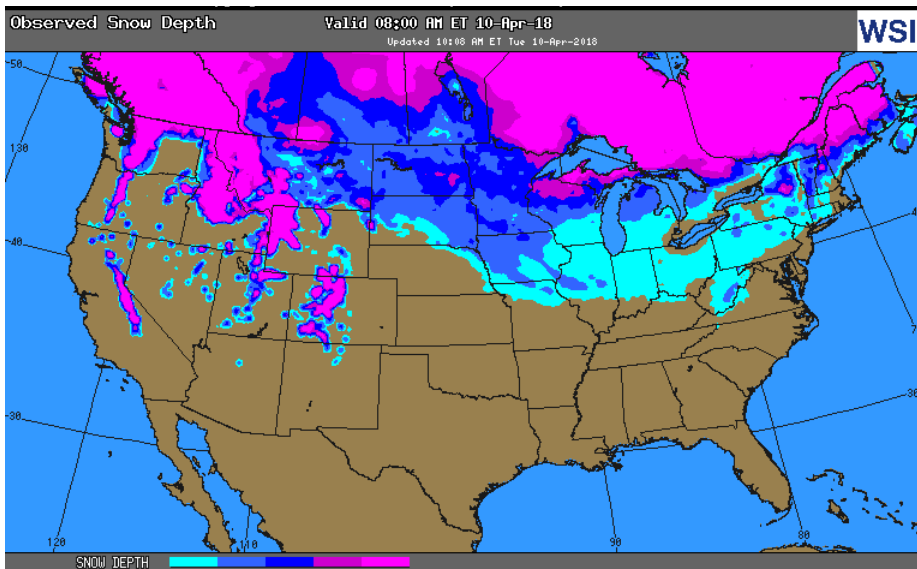 Observed Snow Depth
Valid 08:00 AM ET 10-Apr-18
Updated 10:08 AM ET Tue 10-Apr-2018
WSI
50
130
40
30
120
110
90
80
SNOW DEPTH